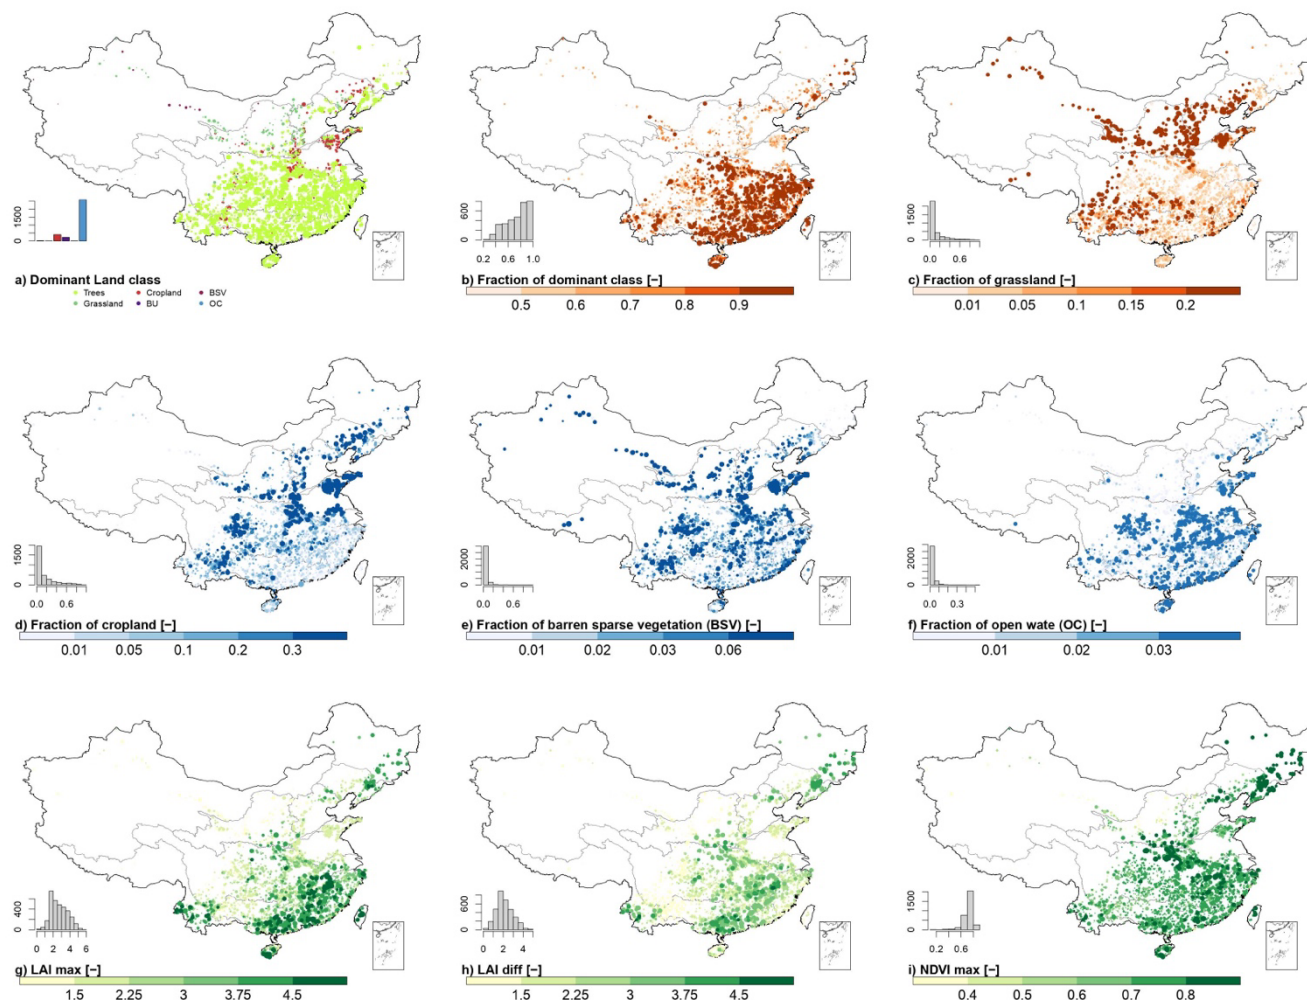 1500
0
a) Dominant Land class
Trees
Cropland
BSV
Grassland
BU
OC
600
0
0.2 0.6 1.0
b) Fraction of dominant class [−]
0.5 0.6 0.7 0.8 0.9
1500
0
0.0 0.6
c) Fraction of grassland [−]
0.01 0.05 0.1 0.15 0.2
1500
0
0.0 0.6
d) Fraction of cropland [−]
0.01 0.05 0.1 0.2 0.3
2000
0
0.0 0.6
e) Fraction of barren sparse vegetation (BSV) [−]
0.01 0.02 0.03 0.06
2000
0
0.0 0.3
f) Fraction of open wate (OC) [−]
0.01 0.02 0.03
400
0
0 2 4 6
g) LAI max [−]
1.5 2.25 3 3.75 4.5
600
0
0 2 4
h) LAI diff [−]
1.5 2.25 3 3.75 4.5
1500
0
0.2 0.6
i) NDVI max [−]
0.4 0.5 0.6 0.7 0.8